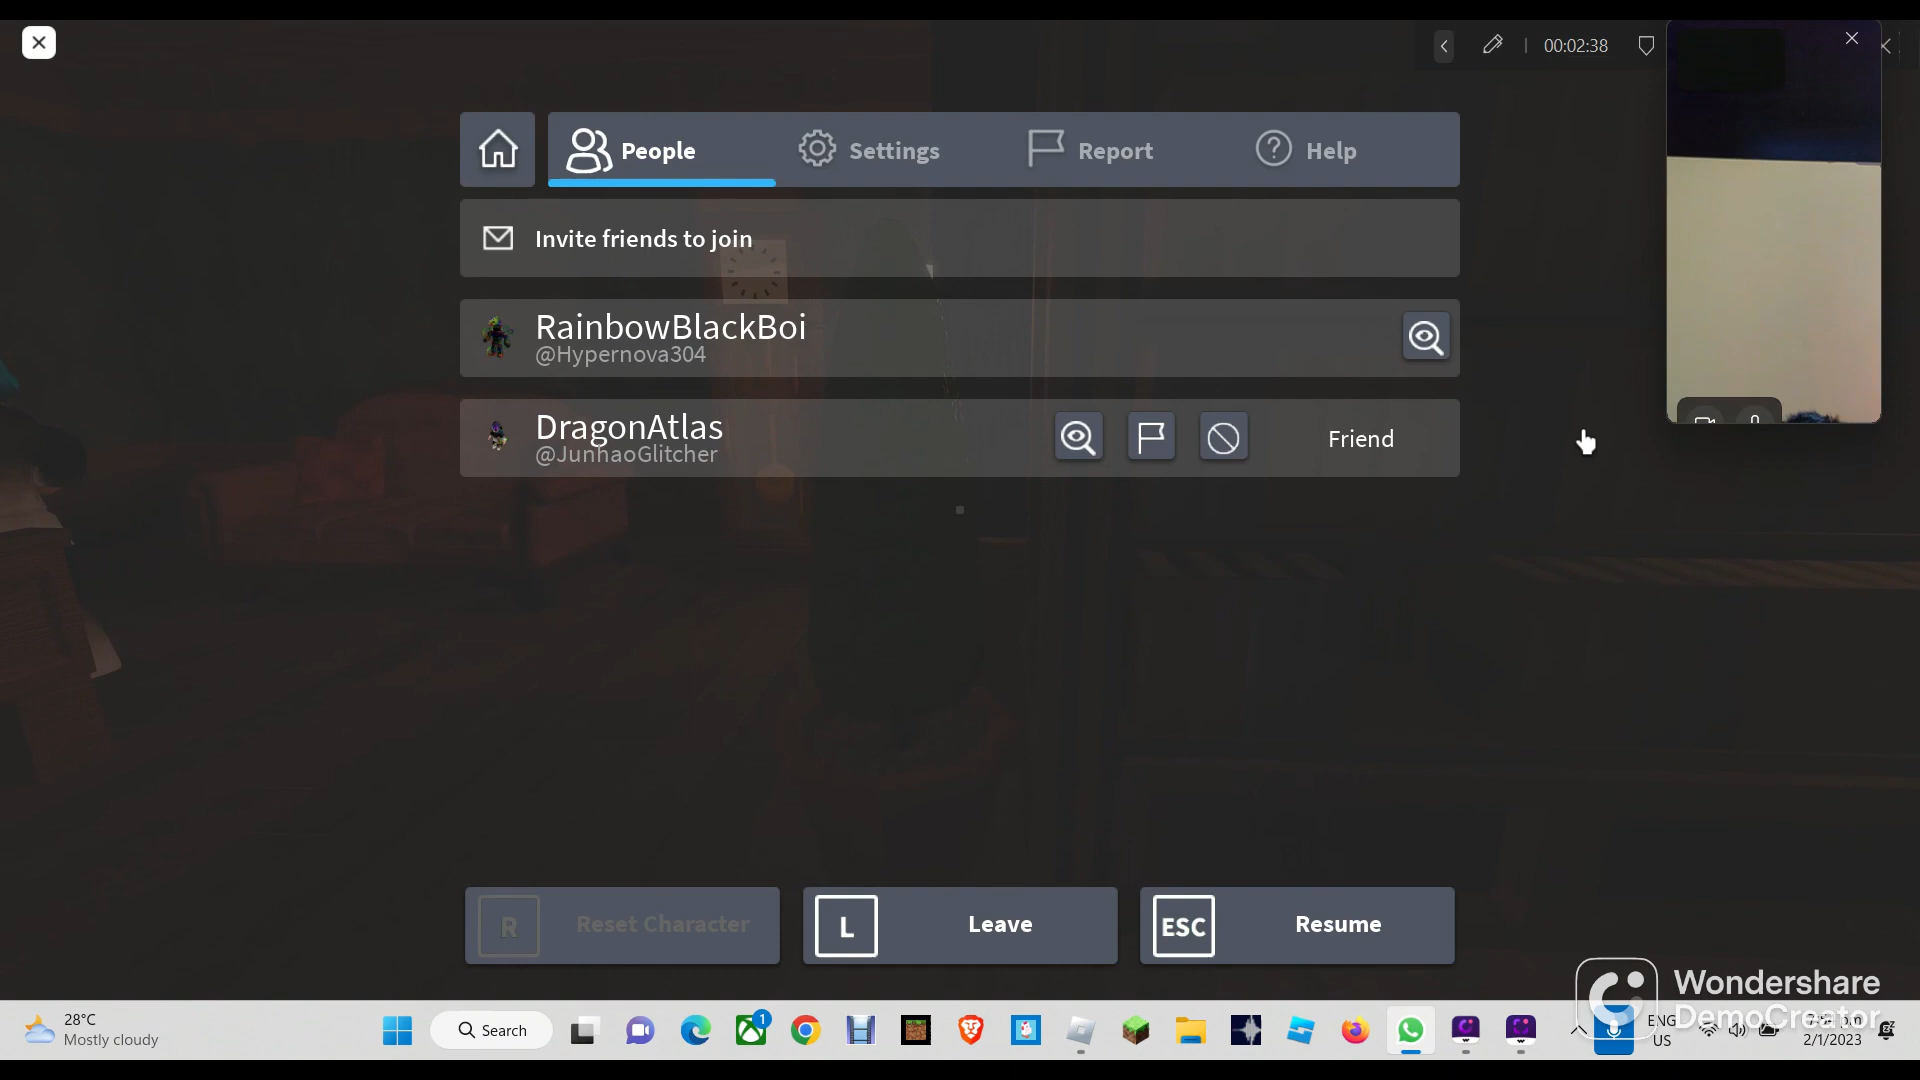 00:02:38
People
Settings
Report
Help
Invite friends to join
RainbowBlackBoi
@Hypernova304
DragonAtlas
@JunhaoGlitcher
Friend
R
Reset Character
L
Leave
ESC
Resume
Wondershare
DemoCreator
28°C
Mostly cloudy
Search
1
ENG
US
2/1/2023